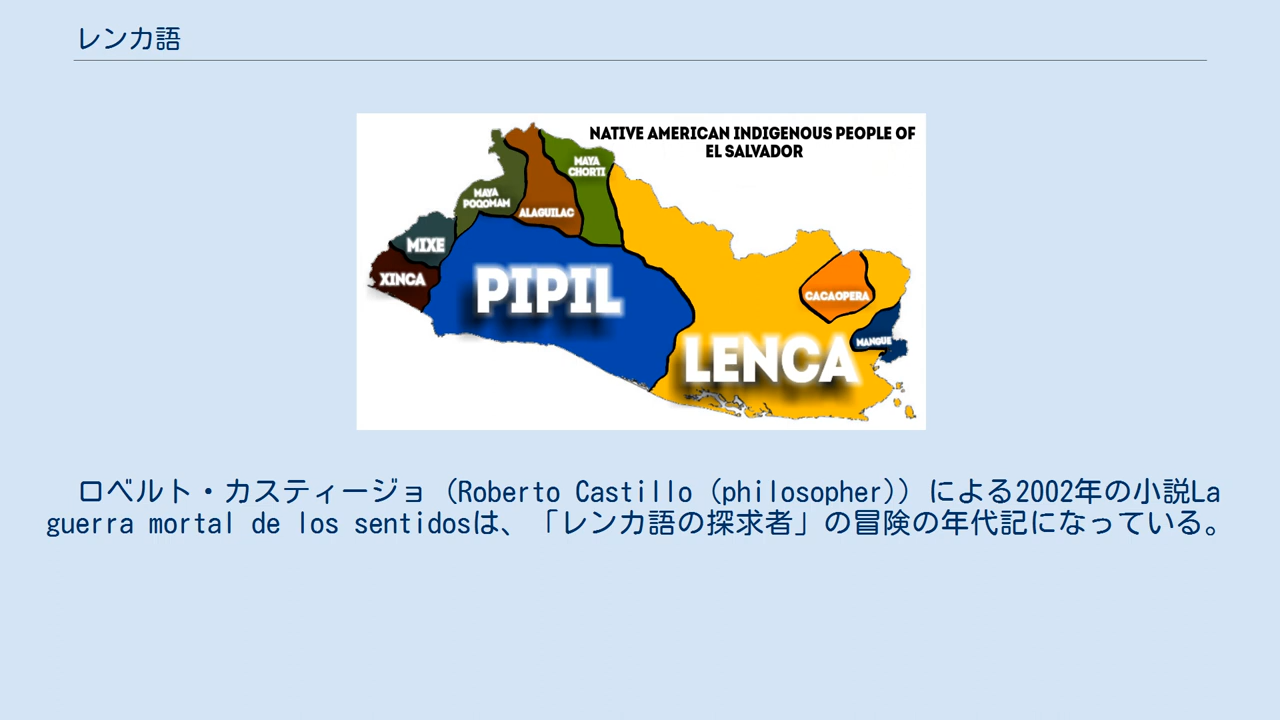 レンカ語
NATIVE AMERICAN INDIGENOUS PEOPLE OF
EL SALVADOR
MAYA
CHORTI
MAYA
POQOMAM
ALAGUILAC
MIXE
XINCA
PIPIL
CACAOPERA
MANGUE
LENCA
ロベルト・カスティージョ（Roberto Castillo (philosopher)）による2002年の小説La
guerra mortal de los sentidosは、「レンカ語の探求者」の冒険の年代記になっている。